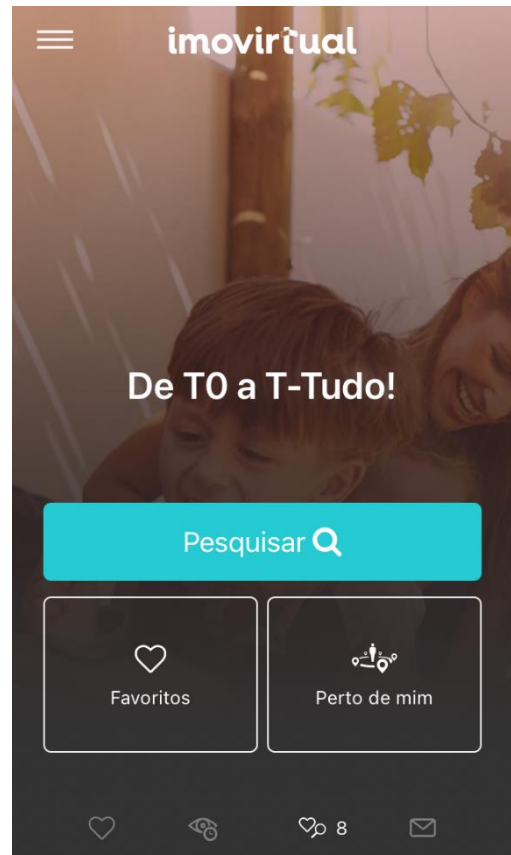 imovirtual
De T0 a T-Tudo!
Pesquisar
Favoritos
Perto de mim
8